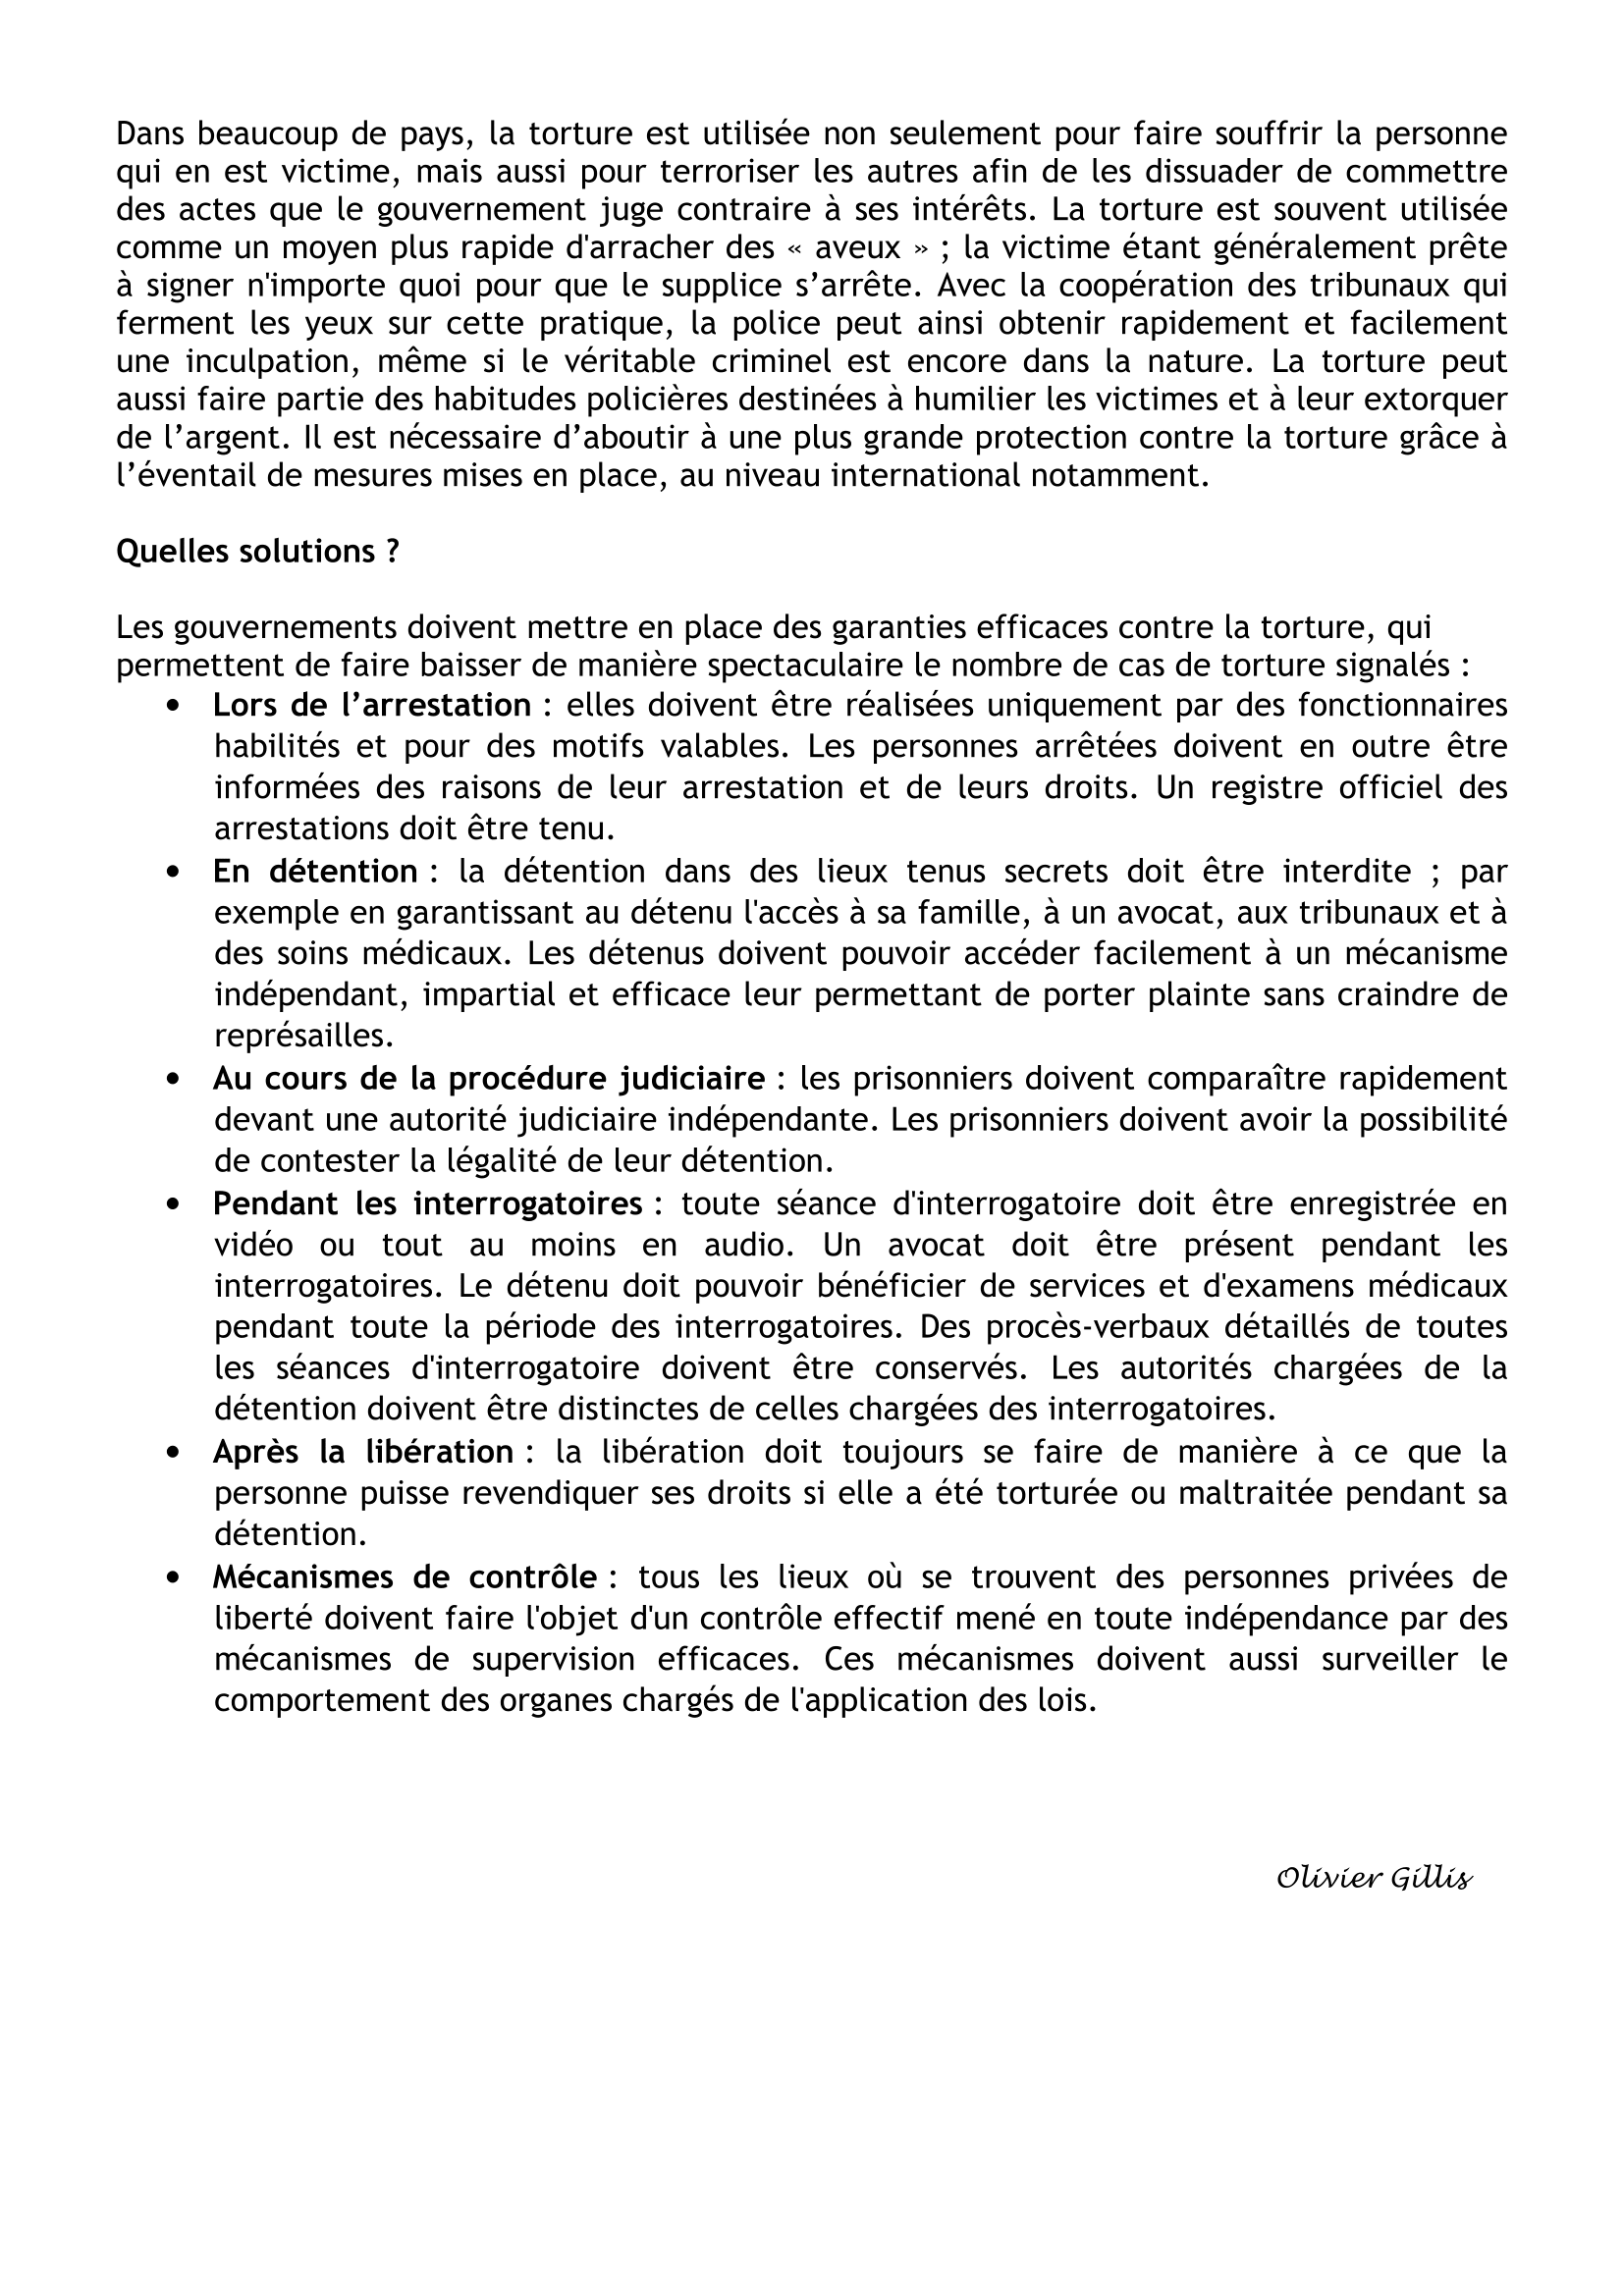 Dans beaucoup de pays, la torture est utilisée non seulement pour faire souffrir la personne
qui en est victime, mais aussi pour terroriser les autres afin de les dissuader de commettre
des actes que le gouvernement juge contraire à ses intérêts. La torture est souvent utilisée
comme un moyen plus rapide d'arracher des « aveux » ; la victime étant généralement prête
à signer n'importe quoi pour que le supplice s’arrête. Avec la coopération des tribunaux qui
ferment les yeux sur cette pratique, la police peut ainsi obtenir rapidement et facilement
une inculpation, même si le véritable criminel est encore dans la nature. La torture peut
aussi faire partie des habitudes policières destinées à humilier les victimes et à leur extorquer
de l’argent. Il est nécessaire d’aboutir à une plus grande protection contre la torture grâce à
l’éventail de mesures mises en place, au niveau international notamment.
Quelles solutions ?
Les gouvernements doivent mettre en place des garanties efficaces contre la torture, qui
permettent de faire baisser de manière spectaculaire le nombre de cas de torture signalés :
• Lors de l’arrestation : elles doivent être réalisées uniquement par des fonctionnaires
habilités et pour des motifs valables. Les personnes arrêtées doivent en outre être
informées des raisons de leur arrestation et de leurs droits. Un registre officiel des
arrestations doit être tenu.
• En détention : la détention dans des lieux tenus secrets doit être interdite ; par
exemple en garantissant au détenu l'accès à sa famille, à un avocat, aux tribunaux et à
des soins médicaux. Les détenus doivent pouvoir accéder facilement à un mécanisme
indépendant, impartial et efficace leur permettant de porter plainte sans craindre de
représailles.
• Au cours de la procédure judiciaire : les prisonniers doivent comparaître rapidement
devant une autorité judiciaire indépendante. Les prisonniers doivent avoir la possibilité
de contester la légalité de leur détention.
• Pendant les interrogatoires : toute séance d'interrogatoire doit être enregistrée en
vidéo ou tout au moins en audio. Un avocat doit être présent pendant les
interrogatoires. Le détenu doit pouvoir bénéficier de services et d'examens médicaux
pendant toute la période des interrogatoires. Des procès-verbaux détaillés de toutes
les séances d'interrogatoire doivent être conservés. Les autorités chargées de la
détention doivent être distinctes de celles chargées des interrogatoires.
• Après la libération : la libération doit toujours se faire de manière à ce que la
personne puisse revendiquer ses droits si elle a été torturée ou maltraitée pendant sa
détention.
• Mécanismes de contrôle : tous les lieux où se trouvent des personnes privées de
liberté doivent faire l'objet d'un contrôle effectif mené en toute indépendance par des
mécanismes de supervision efficaces. Ces mécanismes doivent aussi surveiller le
comportement des organes chargés de l'application des lois.
Olivier Gillis